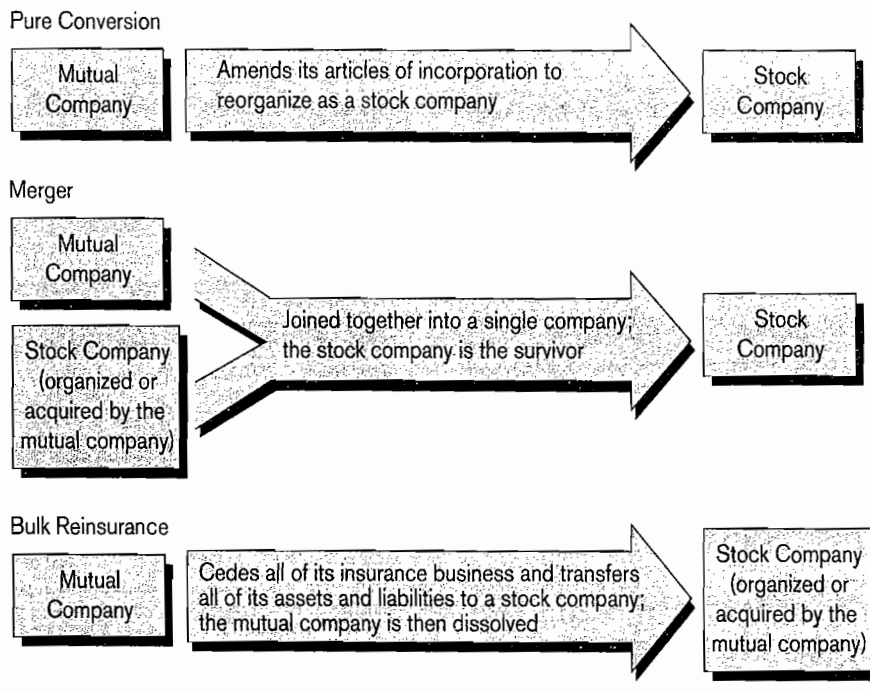 Pure Conversion
Mutual
Company
Amends its articles of incorporation to
reorganize as a stock company
Stock
Company
Merger
Mutual
Company
Stock Company
(organized or
acquired by the
mutual company)
Joined together into a single company;
the stock company is the survivor
Stock
Company
Bulk Reinsurance
Mutual
Company
Cedes all of its insurance business and transfers
all of its assets and liabilities to a stock company;
the mutual company is then dissolved
Stock Company
(organized or
acquired by the
mutual company)